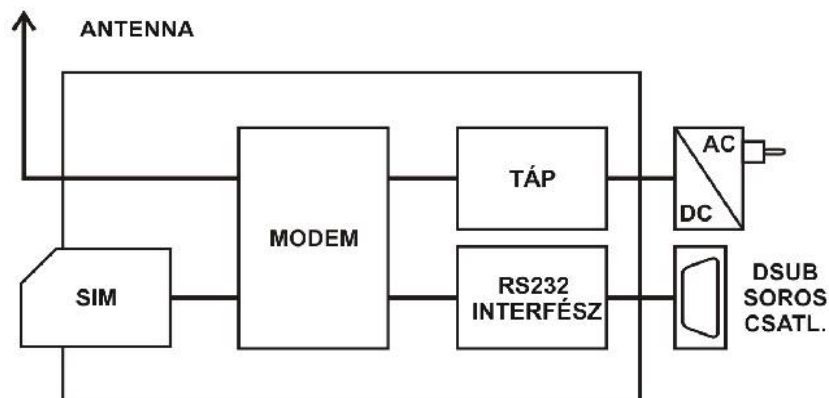 ANTENNA
AC
DC
TÁP
MODEM
SIM
RS232
INTERFÉSZ
DSUB
SOROS
CSATL.